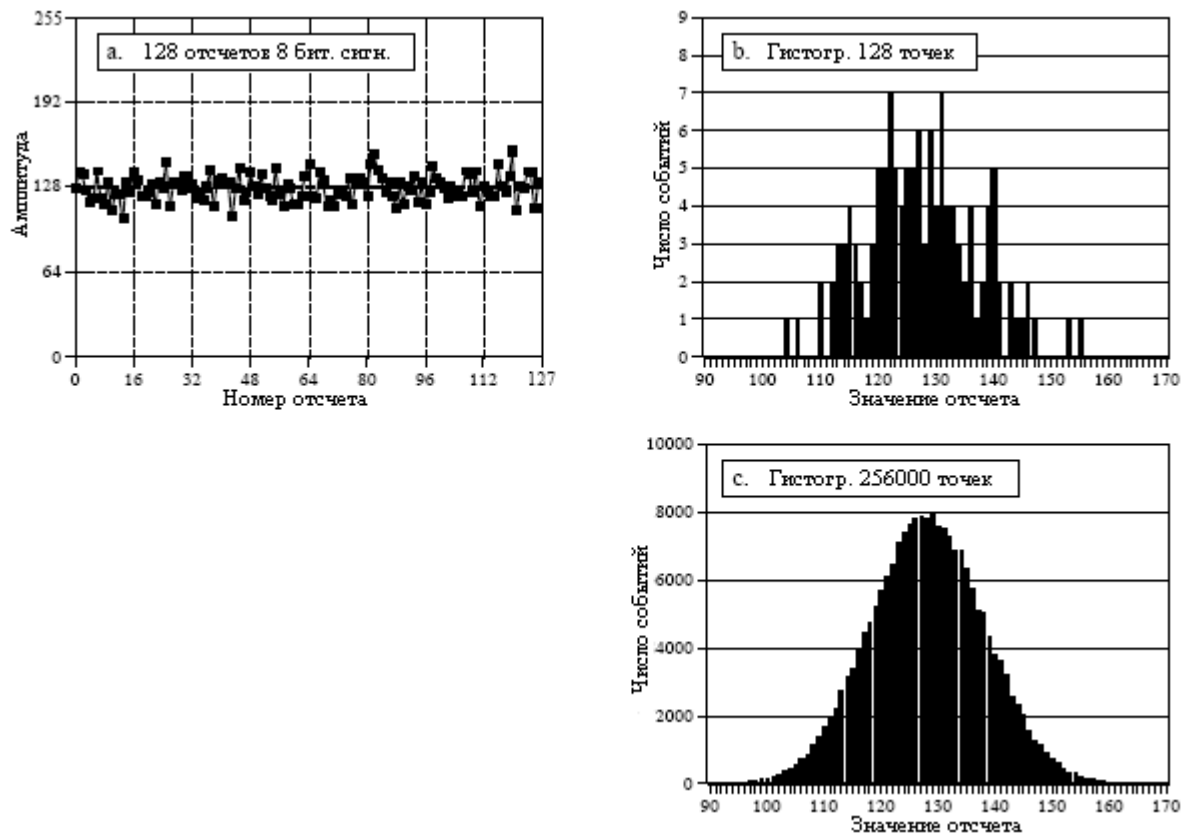 255
192
128
64
0
a. 128 отсчетов 8 бит. сигн.
Амплитуда
0 16 32 48 64 80 96 112 127
Номер отсчета
9
8
7
6
5
4
3
2
1
0
b. Гистогр. 128 точек
Число событий
90 100 110 120 130 140 150 160 170
Значение отсчета
10000
8000
6000
4000
2000
0
c. Гистогр. 256000 точек
Число событий
90 100 110 120 130 140 150 160 170
Значение отсчета